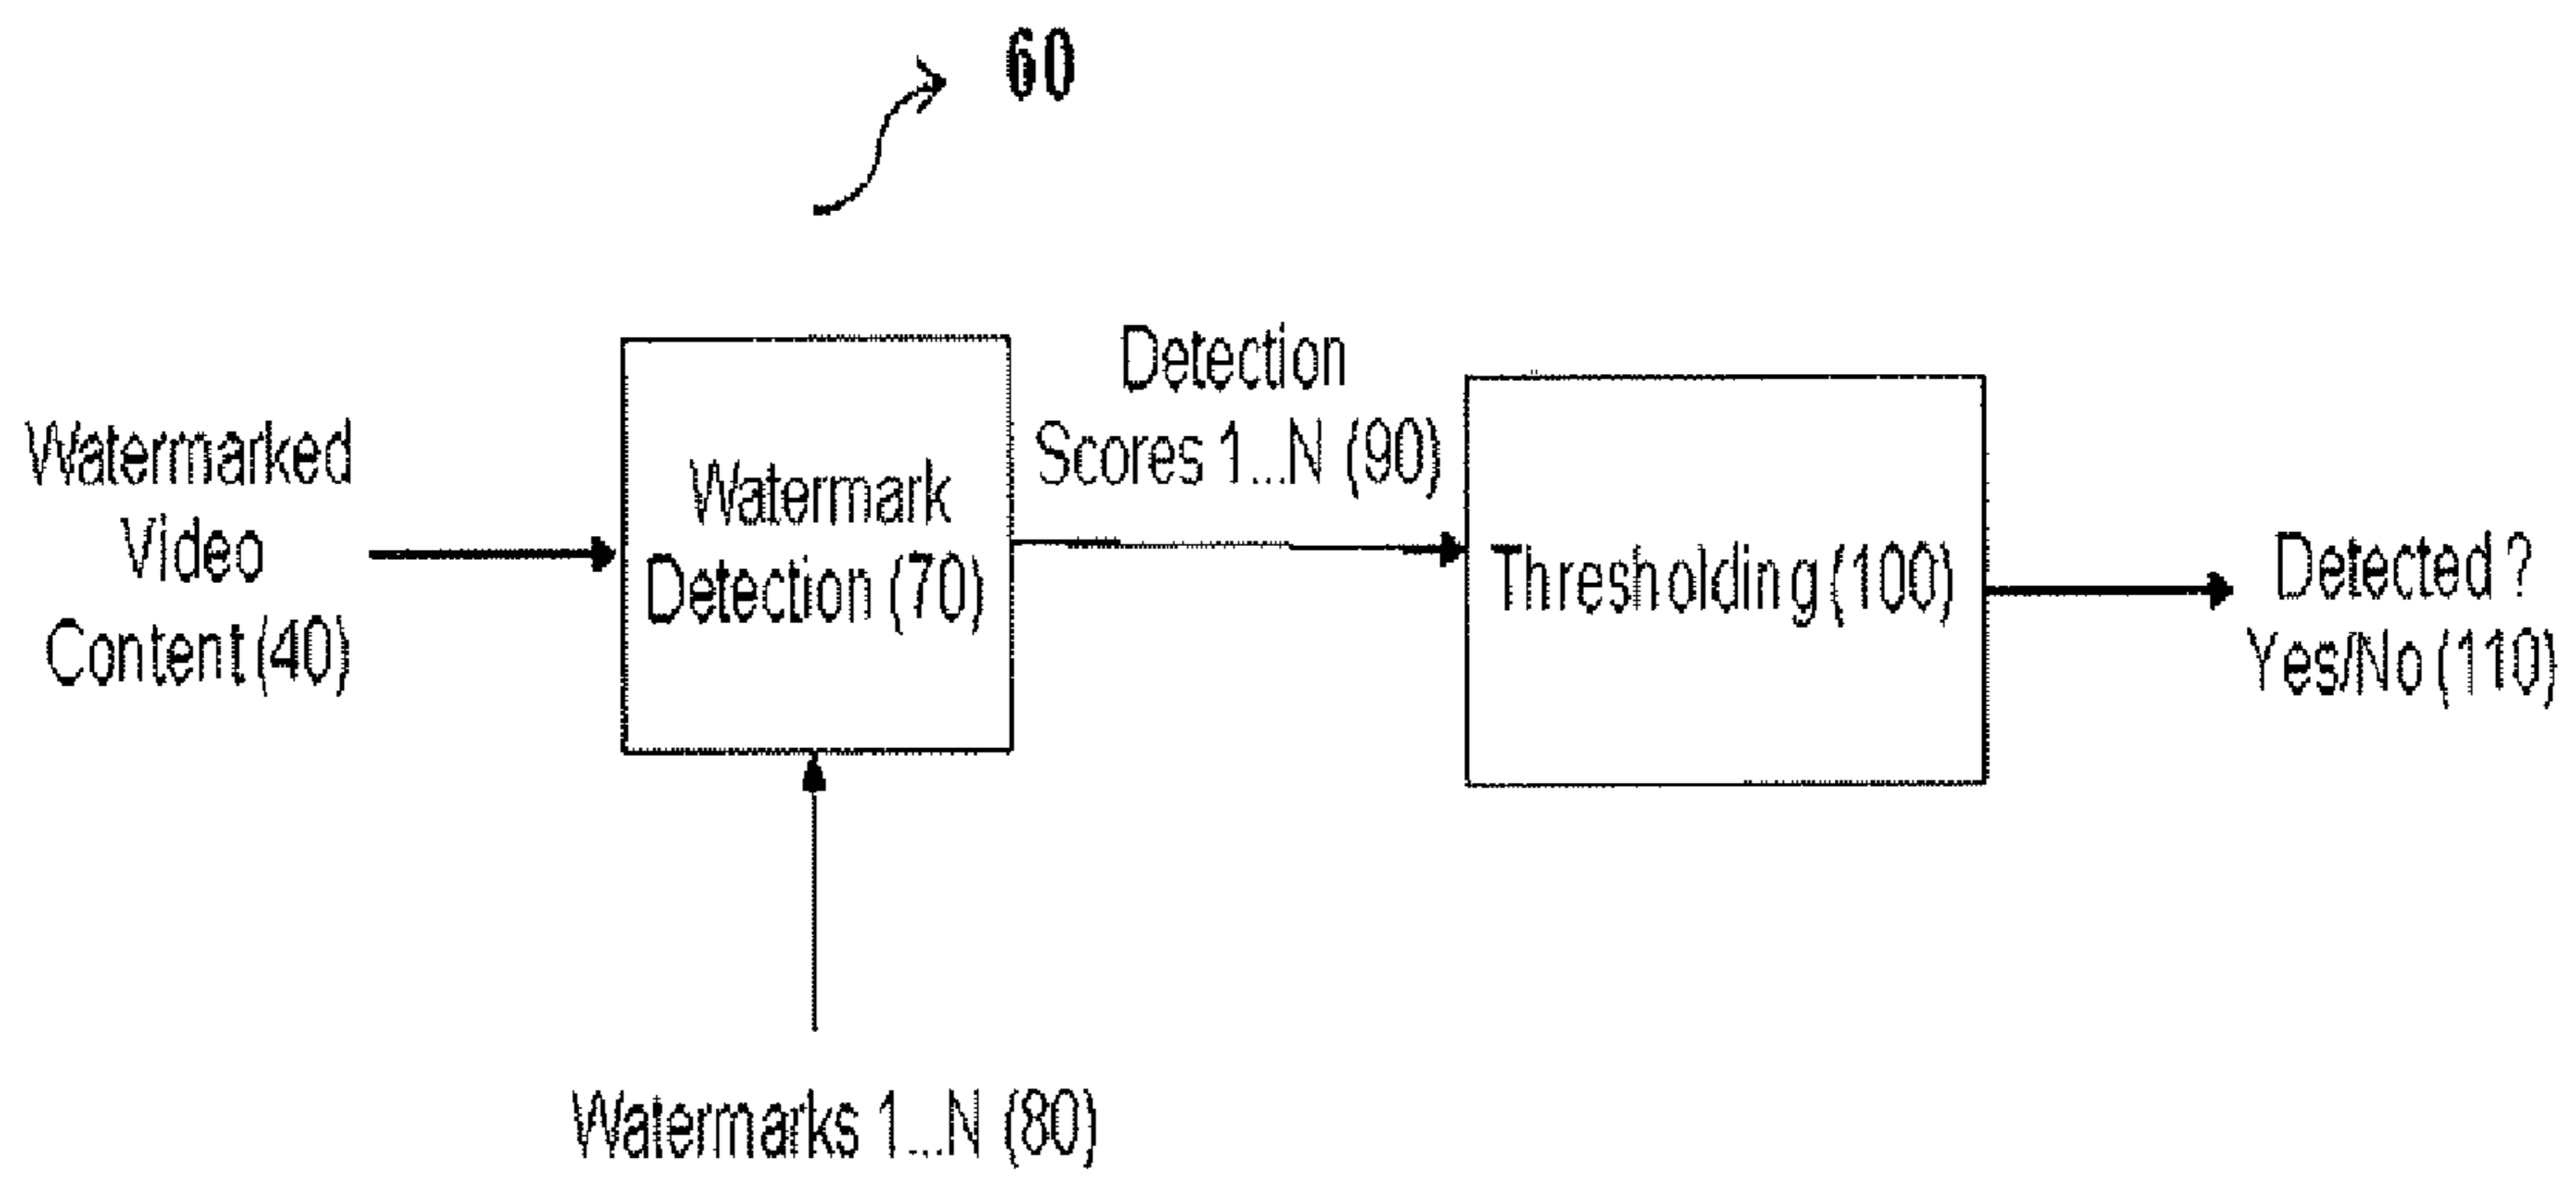 60
Watermarked
Video
Content (40)
Watermark
Detection (70)
Detection
Scores 1...N (90)
Thresholding (100)
Detected ?
Yes/No (110)
Watermarks 1...N (80)